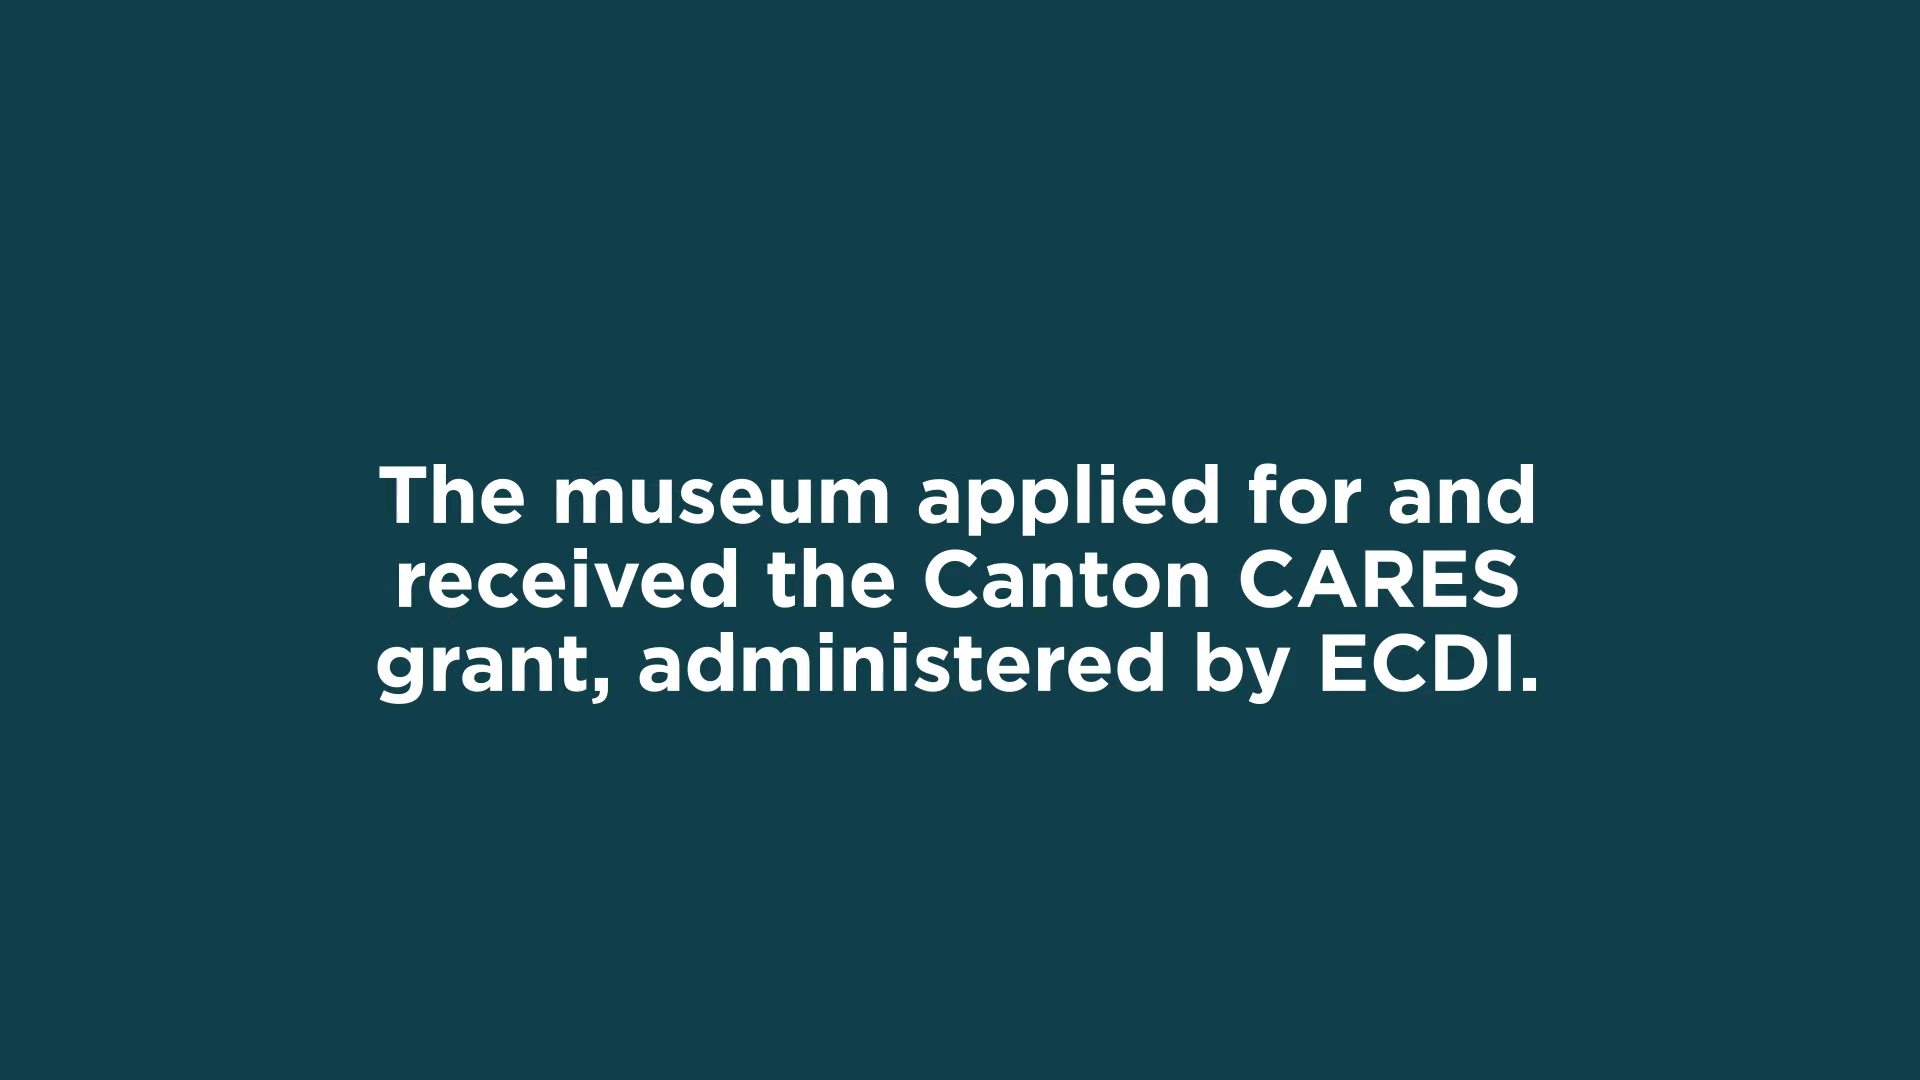 The museum applied for and
received the Canton CARES
grant, administered by ECDI.